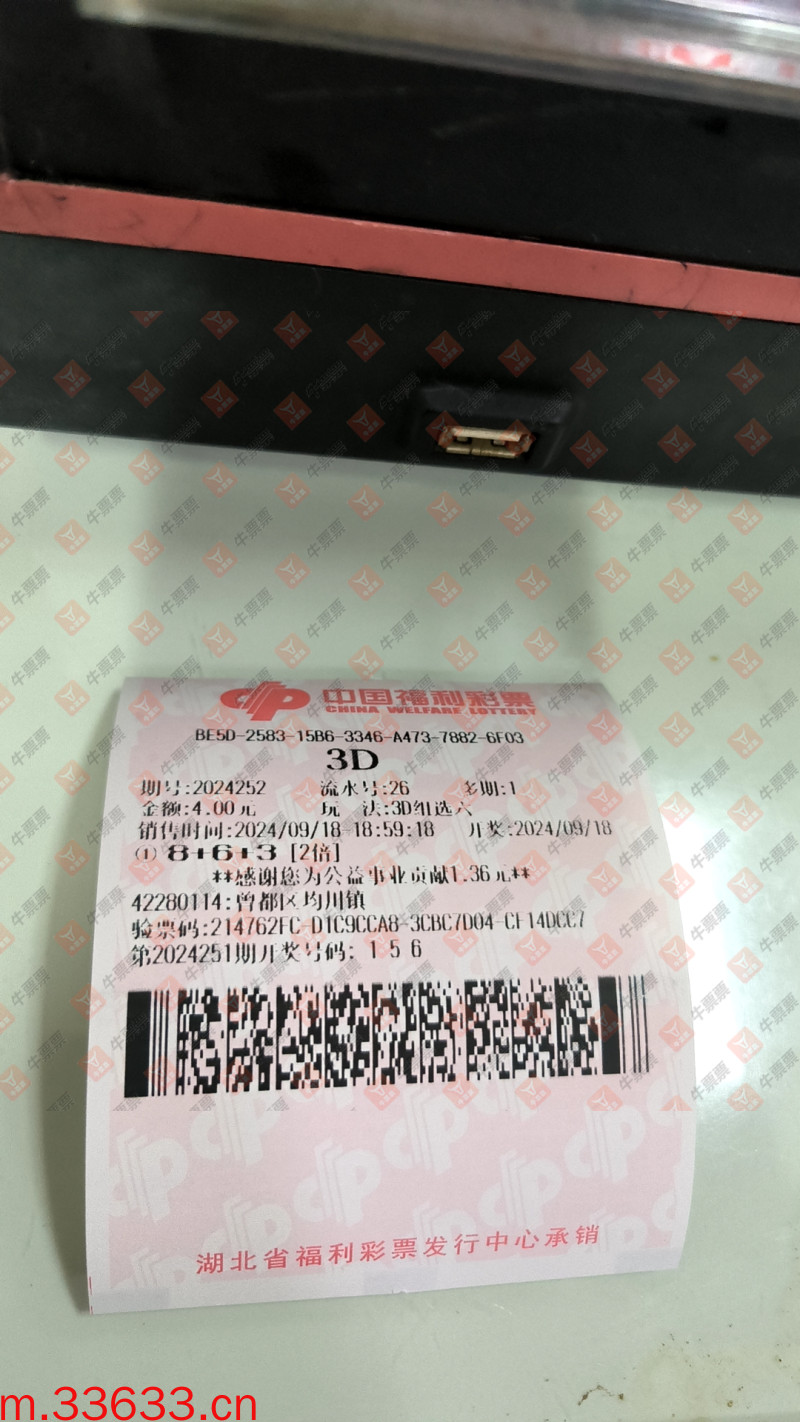 中国福利彩票
CHINA WELFARE LOTTERY
BE5D-2583-15B6-3346-A473-7882-6F03
3D
期号:2024252 流水号:26 多期:1
金额:4.00元 玩 法:3D组选六
销售时间:2024/09/18-18:59:18 开奖:2024/09/18
① 8+6+3 [2倍]
**感谢您为公益事业贡献1.36元**
42280114:曾都区均川镇
验票码:214762FC-D1C9CCA8-3CBC7D04-CF14DCC7
第2024251期开奖号码: 1 5 6
湖北省福利彩票发行中心承销
牛票票
m.33633.cn